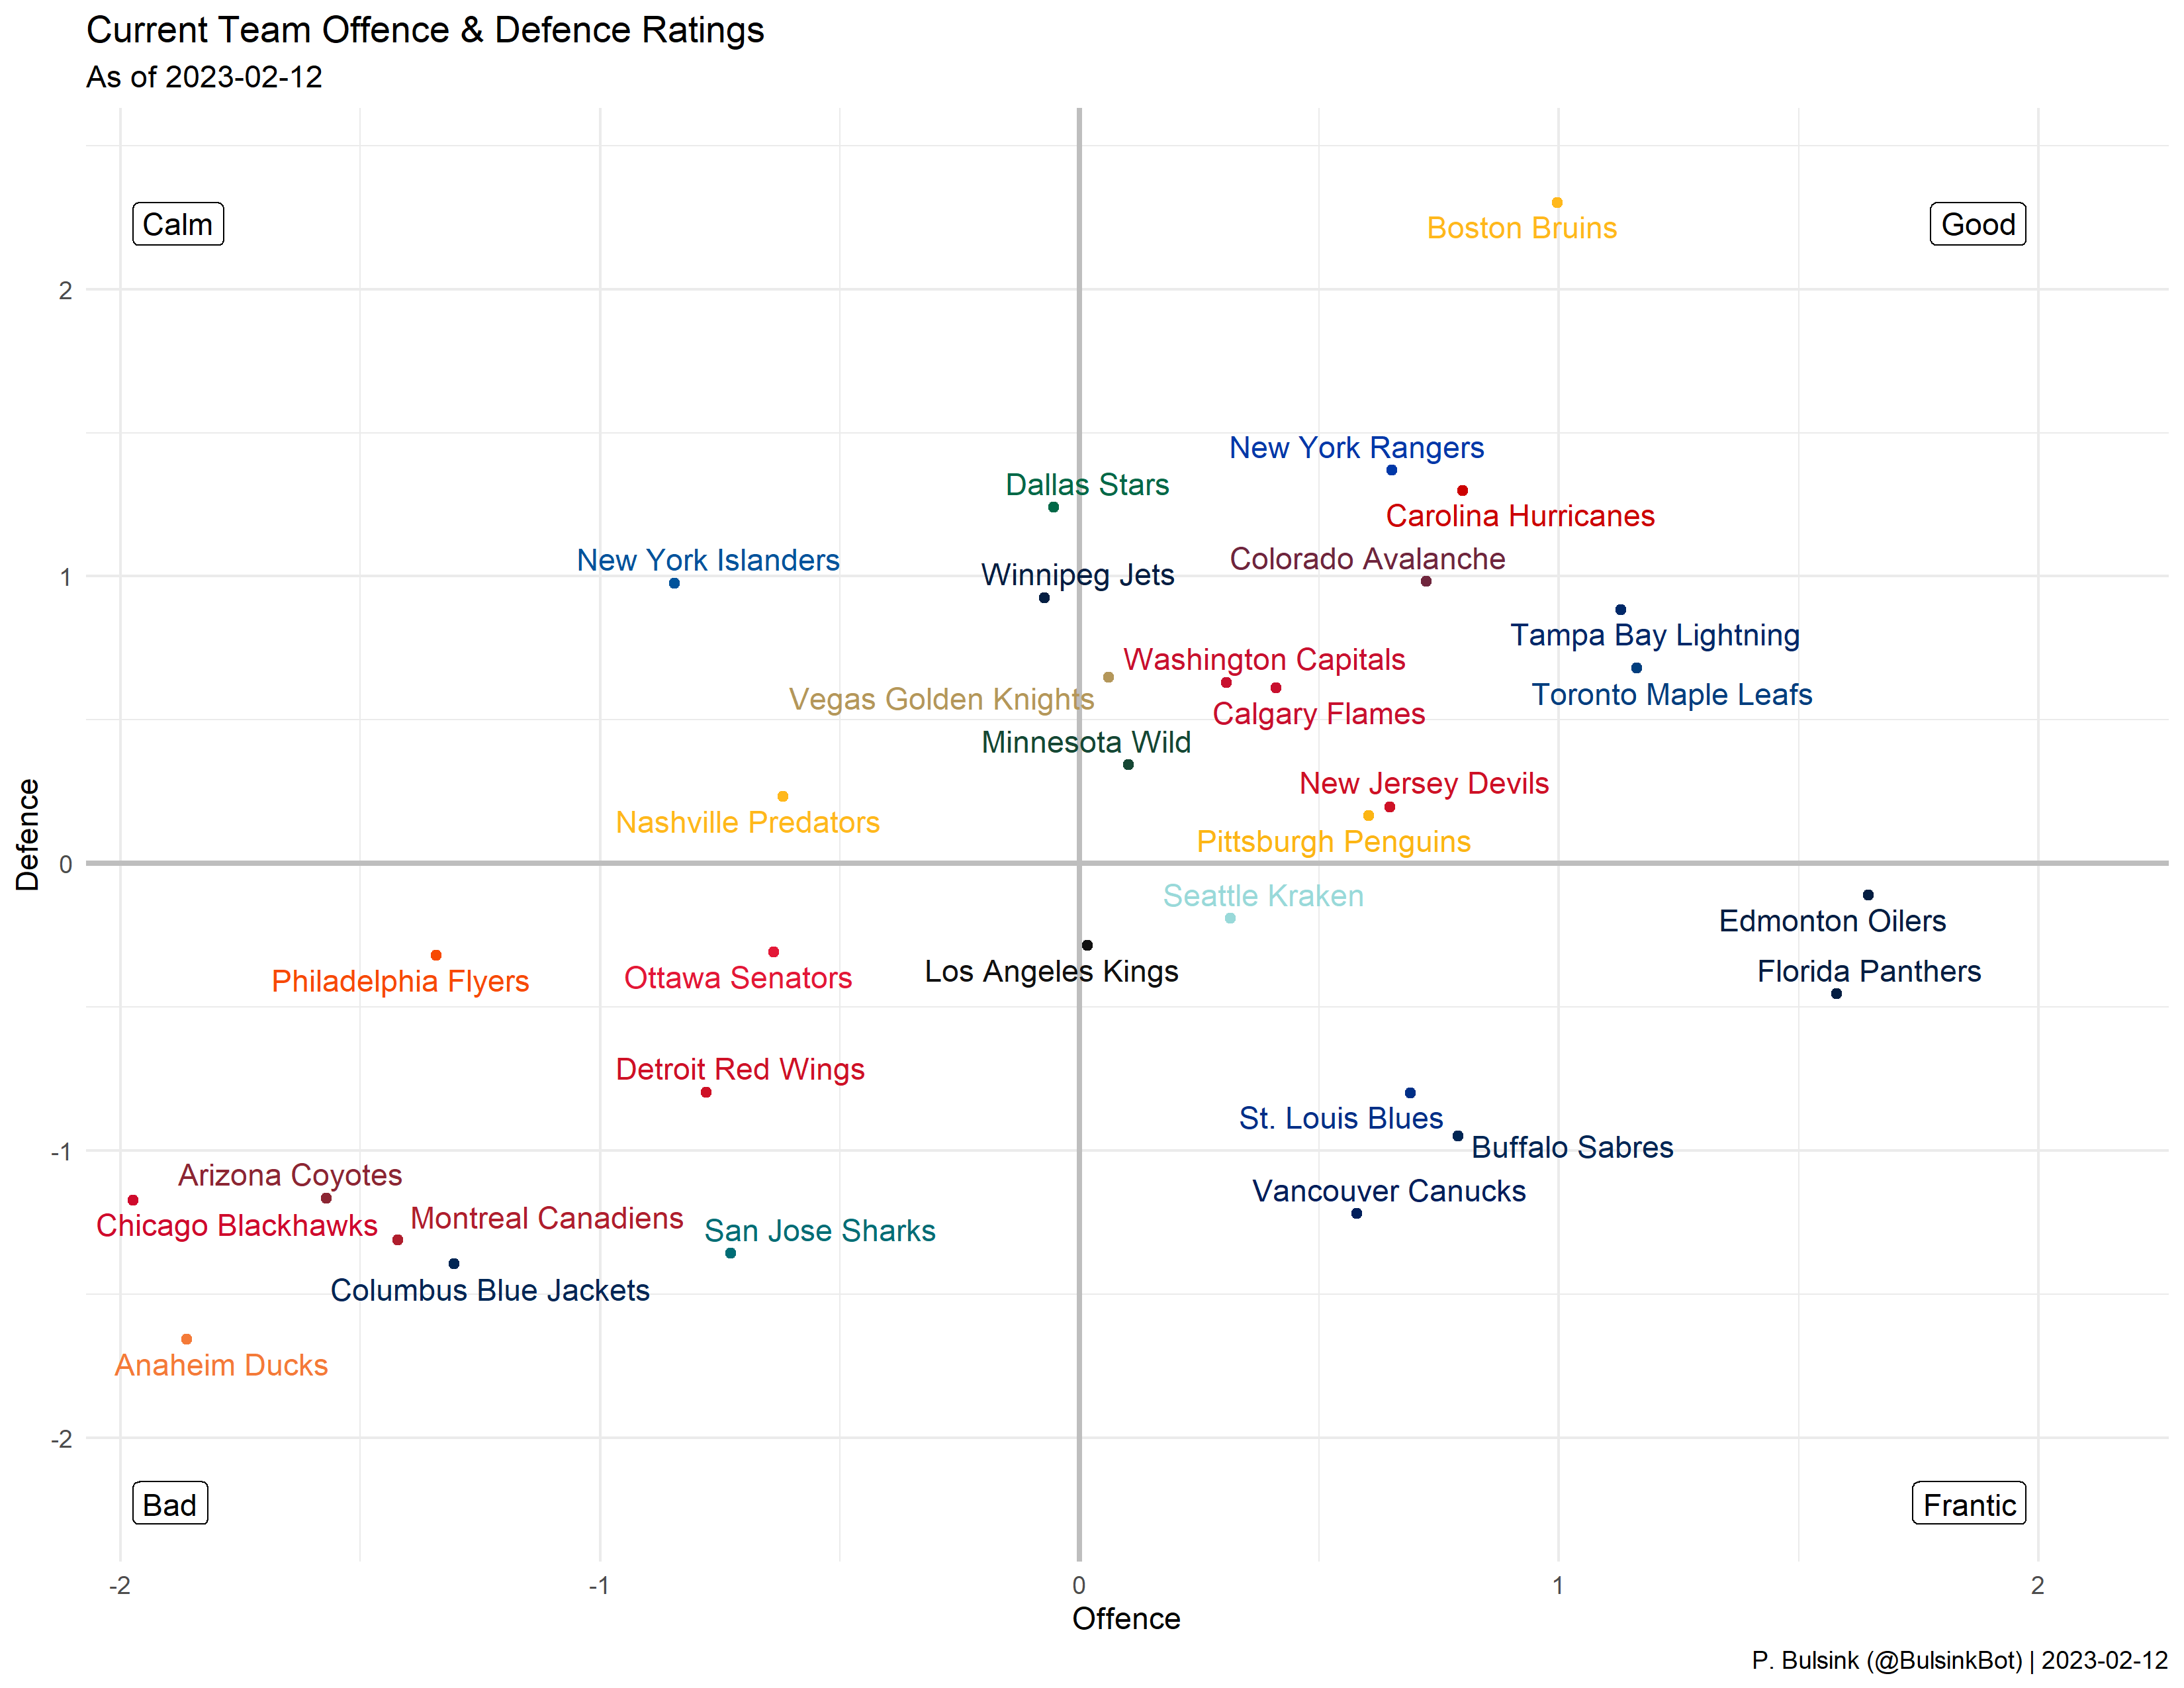 Current Team Offence & Defence Ratings
As of 2023-02-12
Calm
Good
Boston Bruins
2
New York Rangers
Dallas Stars
Carolina Hurricanes
New York Islanders
Colorado Avalanche
1
Winnipeg Jets
Tampa Bay Lightning
Washington Capitals
Vegas Golden Knights
Toronto Maple Leafs
Calgary Flames
Minnesota Wild
New Jersey Devils
Nashville Predators
Pittsburgh Penguins
Defence
0
Seattle Kraken
Edmonton Oilers
Philadelphia Flyers
Ottawa Senators
Los Angeles Kings
Florida Panthers
Detroit Red Wings
St. Louis Blues
-1
Buffalo Sabres
Arizona Coyotes
Vancouver Canucks
Chicago Blackhawks
Montreal Canadiens
San Jose Sharks
Columbus Blue Jackets
Anaheim Ducks
-2
Bad
Frantic
-2
-1
0
1
2
Offence
P. Bulsink (@BulsinkBot) | 2023-02-12